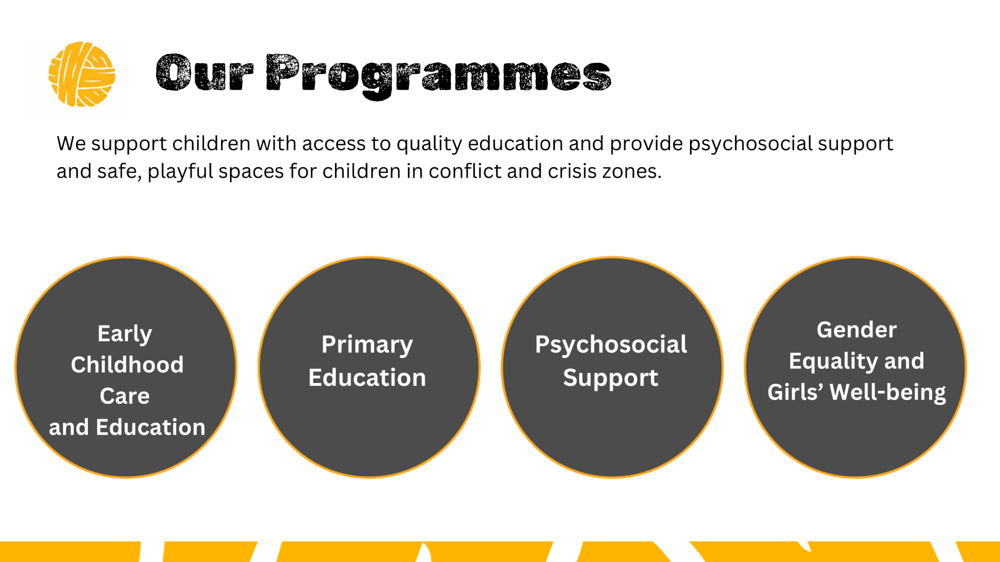 Our Programmes
We support children with access to quality education and provide psychosocial support
and safe, playful spaces for children in conflict and crisis zones.
Early
Childhood
Care
and Education
Primary
Education
Psychosocial
Support
Gender
Equality and
Girls’ Well-being